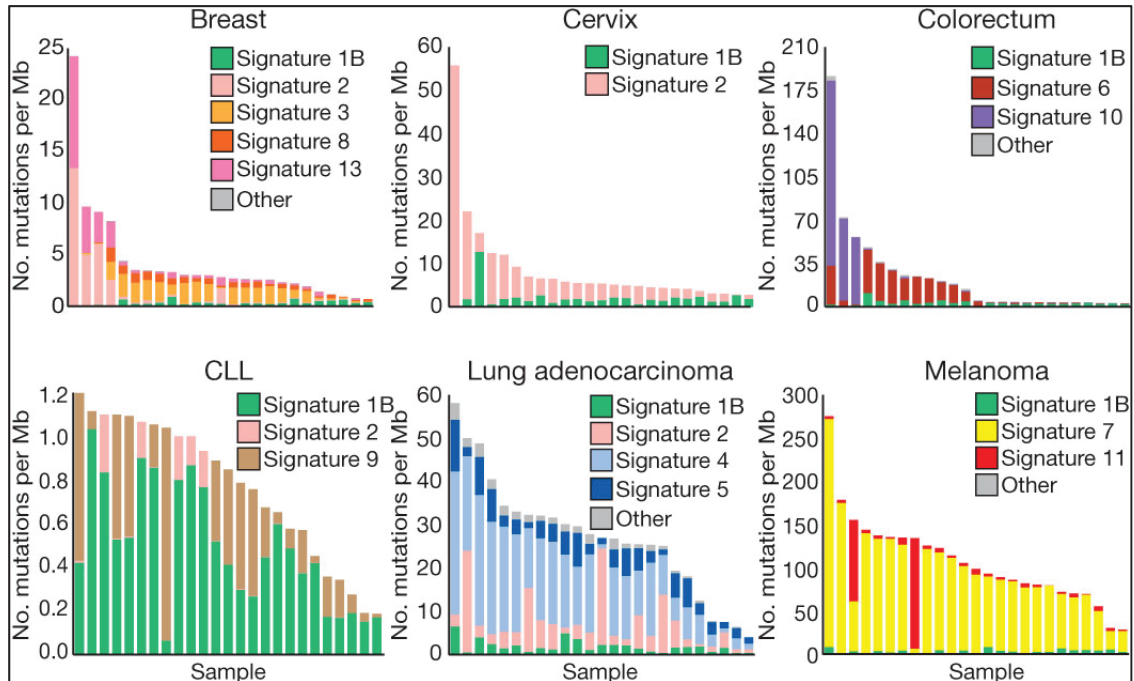 Breast
No. mutations per Mb
25
20
15
10
5
0
Signature 1B
Signature 2
Signature 3
Signature 8
Signature 13
Other
Cervix
No. mutations per Mb
60
50
40
30
20
10
0
Signature 1B
Signature 2
Colorectum
No. mutations per Mb
210
175
140
105
70
35
0
Signature 1B
Signature 6
Signature 10
Other
CLL
No. mutations per Mb
1.2
1.0
0.8
0.6
0.4
0.2
0.0
Signature 1B
Signature 2
Signature 9
Sample
Lung adenocarcinoma
No. mutations per Mb
60
50
40
30
20
10
0
Signature 1B
Signature 2
Signature 4
Signature 5
Other
Sample
Melanoma
No. mutations per Mb
300
250
200
150
100
50
0
Signature 1B
Signature 7
Signature 11
Other
Sample